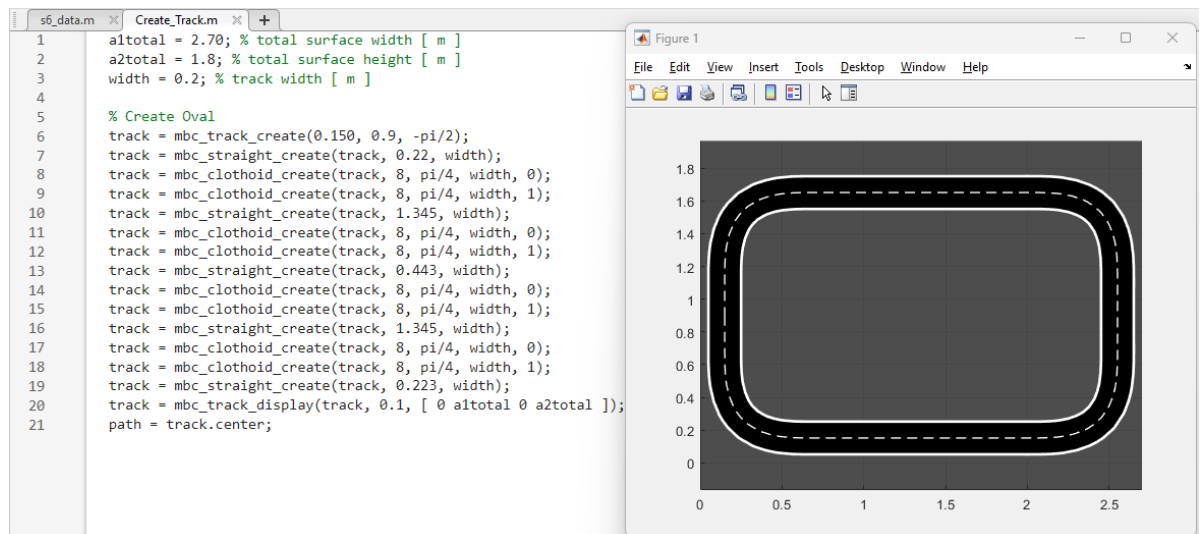 s6_data.m × Create_Track.m × +
1 a1total = 2.70; % total surface width [ m ]
2 a2total = 1.8; % total surface height [ m ]
3 width = 0.2; % track width [ m ]
4
5 % Create Oval
6 track = mbc_track_create(0.150, 0.9, -pi/2);
7 track = mbc_straight_create(track, 0.22, width);
8 track = mbc_clothoid_create(track, 8, pi/4, width, 0);
9 track = mbc_clothoid_create(track, 8, pi/4, width, 1);
10 track = mbc_straight_create(track, 1.345, width);
11 track = mbc_clothoid_create(track, 8, pi/4, width, 0);
12 track = mbc_clothoid_create(track, 8, pi/4, width, 1);
13 track = mbc_straight_create(track, 0.443, width);
14 track = mbc_clothoid_create(track, 8, pi/4, width, 0);
15 track = mbc_clothoid_create(track, 8, pi/4, width, 1);
16 track = mbc_straight_create(track, 1.345, width);
17 track = mbc_clothoid_create(track, 8, pi/4, width, 0);
18 track = mbc_clothoid_create(track, 8, pi/4, width, 1);
19 track = mbc_straight_create(track, 0.223, width);
20 track = mbc_track_display(track, 0.1, [ 0 a1total 0 a2total ]);
21 path = track.center;
Figure 1
File Edit View Insert Tools Desktop Window Help
1.8
1.6
1.4
1.2
1
0.8
0.6
0.4
0.2
0
0 0.5 1 1.5 2 2.5